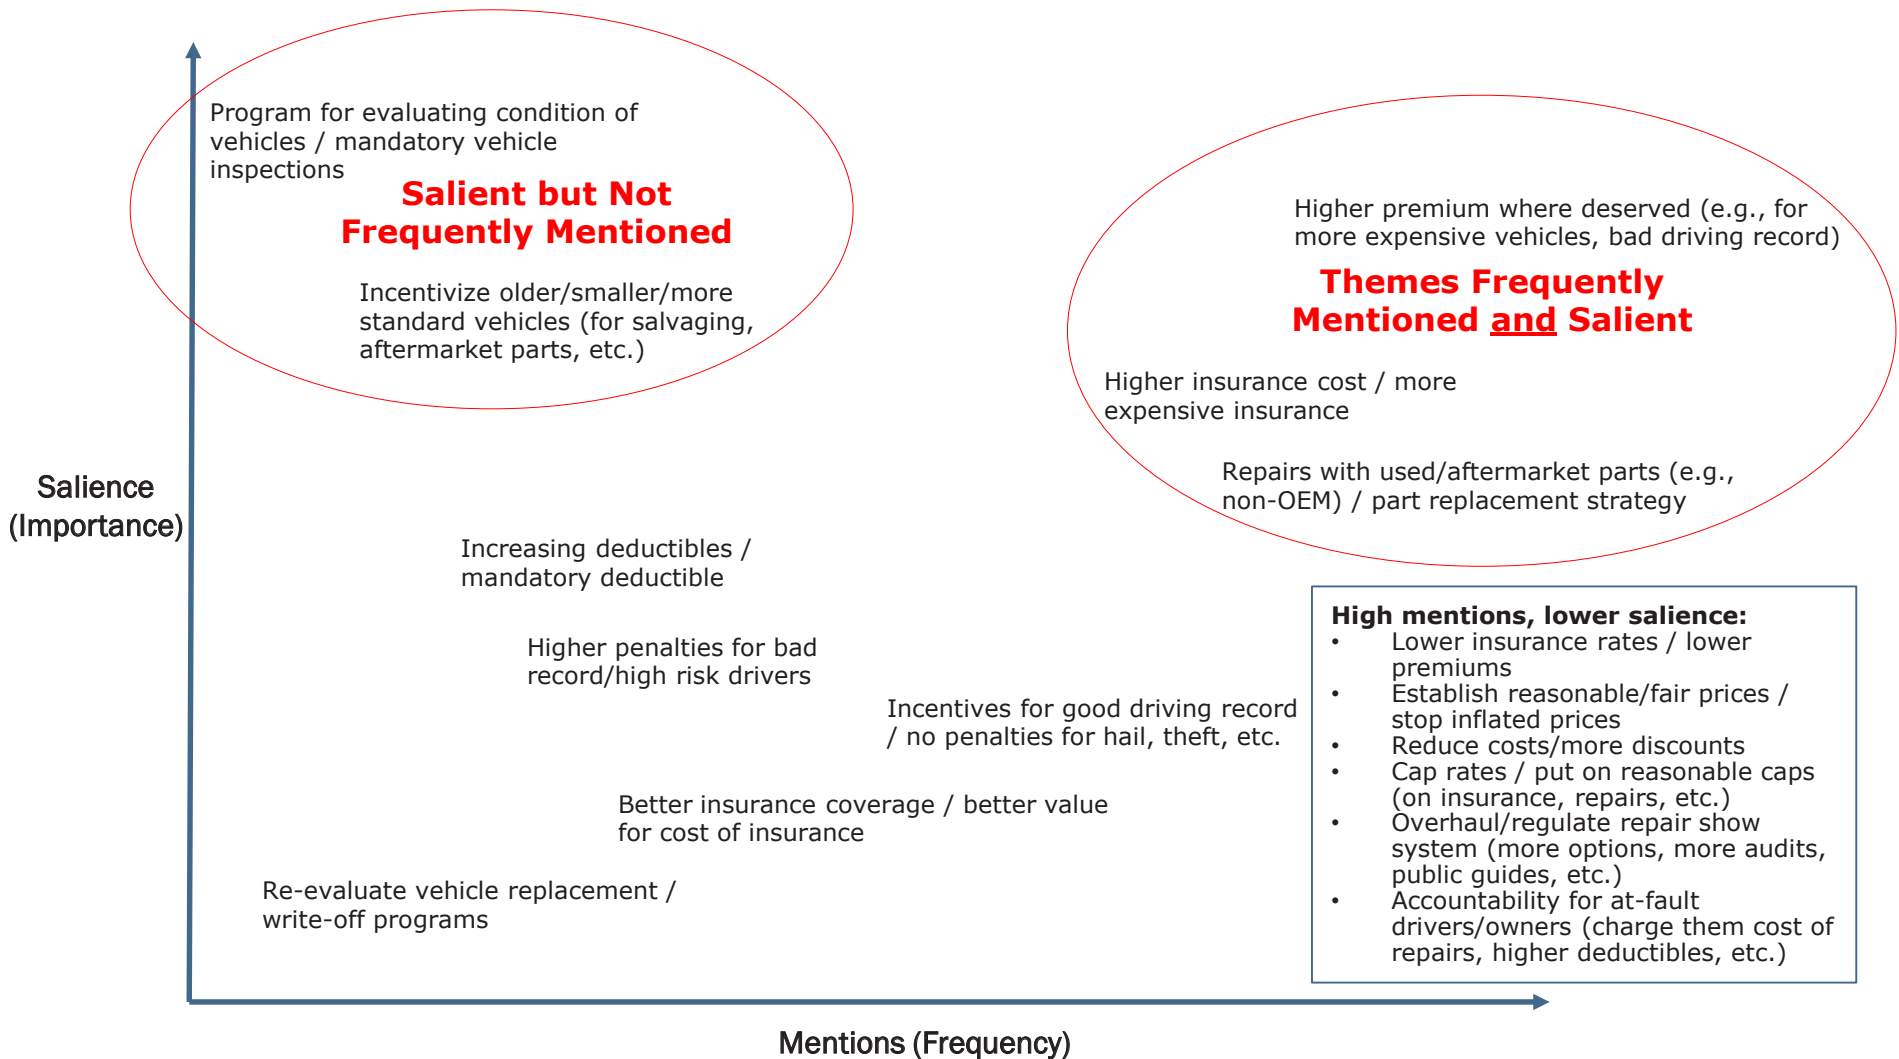 Program for evaluating condition of
vehicles / mandatory vehicle
inspections
Salient but Not
Frequently Mentioned
Incentivize older/smaller/more
standard vehicles (for salvaging,
aftermarket parts, etc.)
Higher premium where deserved (e.g., for
more expensive vehicles, bad driving record)
Themes Frequently
Mentioned and Salient
Higher insurance cost / more
expensive insurance
Repairs with used/aftermarket parts (e.g.,
non-OEM) / part replacement strategy
Salience
(Importance)
Increasing deductibles /
mandatory deductible
Higher penalties for bad
record/high risk drivers
Incentives for good driving record
/ no penalties for hail, theft, etc.
Better insurance coverage / better value
for cost of insurance
Re-evaluate vehicle replacement /
write-off programs
High mentions, lower salience:
• Lower insurance rates / lower
premiums
• Establish reasonable/fair prices /
stop inflated prices
• Reduce costs/more discounts
• Cap rates / put on reasonable caps
(on insurance, repairs, etc.)
• Overhaul/regulate repair show
system (more options, more audits,
public guides, etc.)
• Accountability for at-fault
drivers/owners (charge them cost of
repairs, higher deductibles, etc.)
Mentions (Frequency)